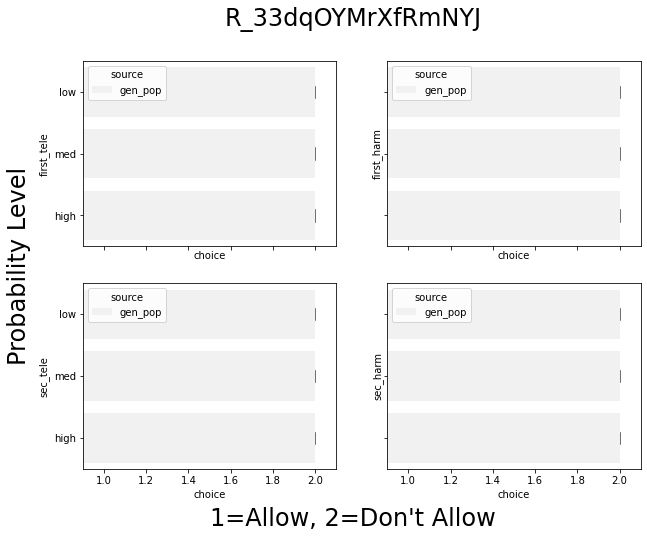 R_33dqOYMrXfRmNYJ
source
gen_pop
low
med
high
first_tele
choice
source
gen_pop
first_harm
choice
Probability Level
source
gen_pop
low
med
high
sec_tele
1.0 1.2 1.4 1.6 1.8 2.0
choice
source
gen_pop
sec_harm
1.0 1.2 1.4 1.6 1.8 2.0
choice
1=Allow, 2=Don't Allow